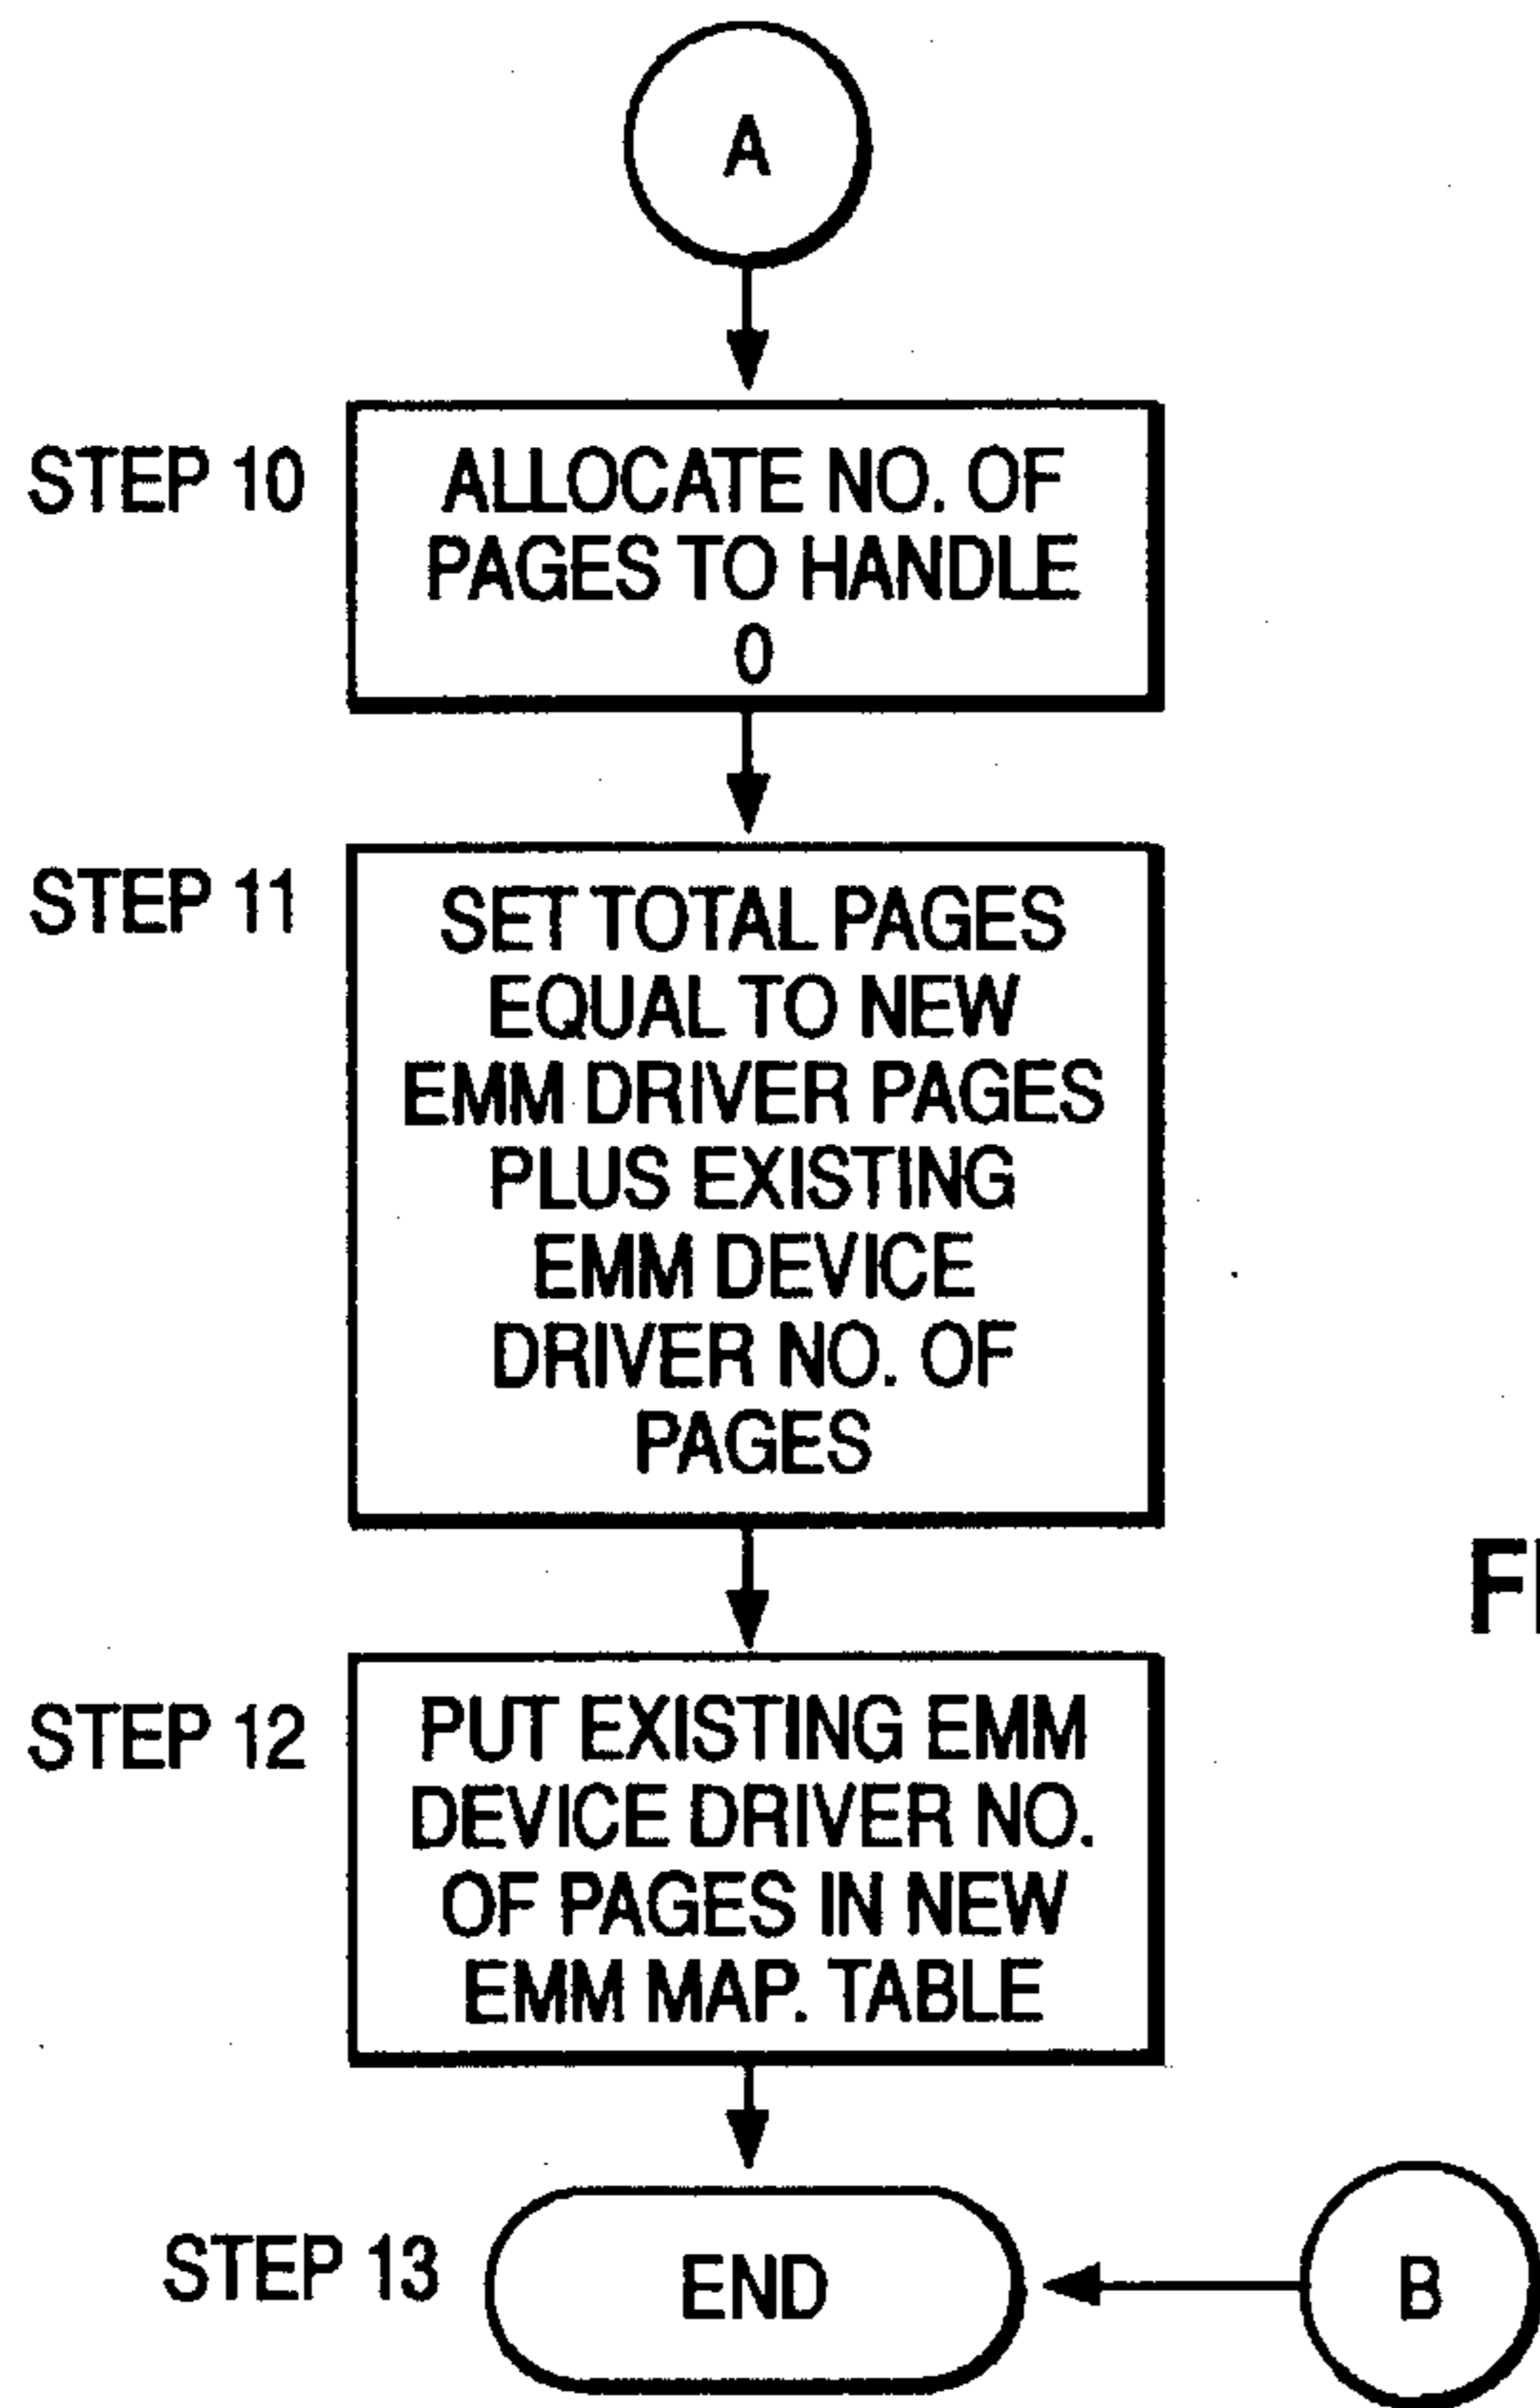 A
STEP 10
ALLOCATE NO. OF
PAGES TO HANDLE
0
STEP 11
SET TOTAL PAGES
EQUAL TO NEW
EMM DRIVER PAGES
PLUS EXISTING
EMM DEVICE
DRIVER NO. OF
PAGES
STEP 12
PUT EXISTING EMM
DEVICE DRIVER NO.
OF PAGES IN NEW
EMM MAP. TABLE
STEP 13
END
B